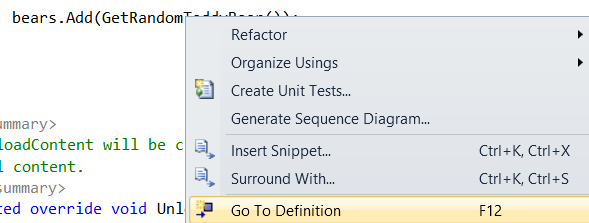 bears.Add(GetRandomTeddyBear());
Refactor
Organize Usings
Create Unit Tests...
Generate Sequence Diagram...
ummary>
loadContent will be c
Insert Snippet... Ctrl+K, Ctrl+X
l content.
Surround With... Ctrl+K, Ctrl+S
summary>
ted override void Unl
Go To Definition F12